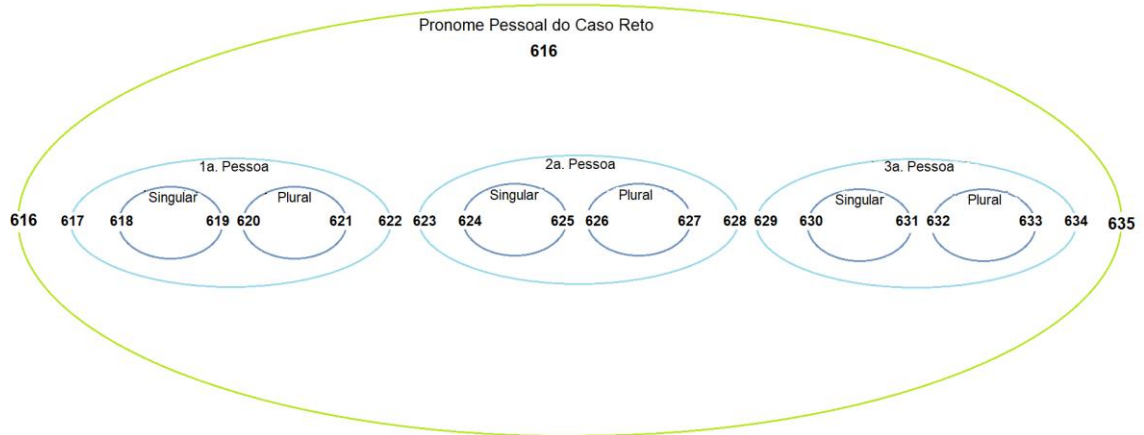 Pronome Pessoal do Caso Reto
616
1a. Pessoa
2a. Pessoa
3a. Pessoa
Singular Plural Singular Plural Singular Plural
616 617 618 619 620 621 622 623 624 625 626 627 628 629 630 631 632 633 634 635